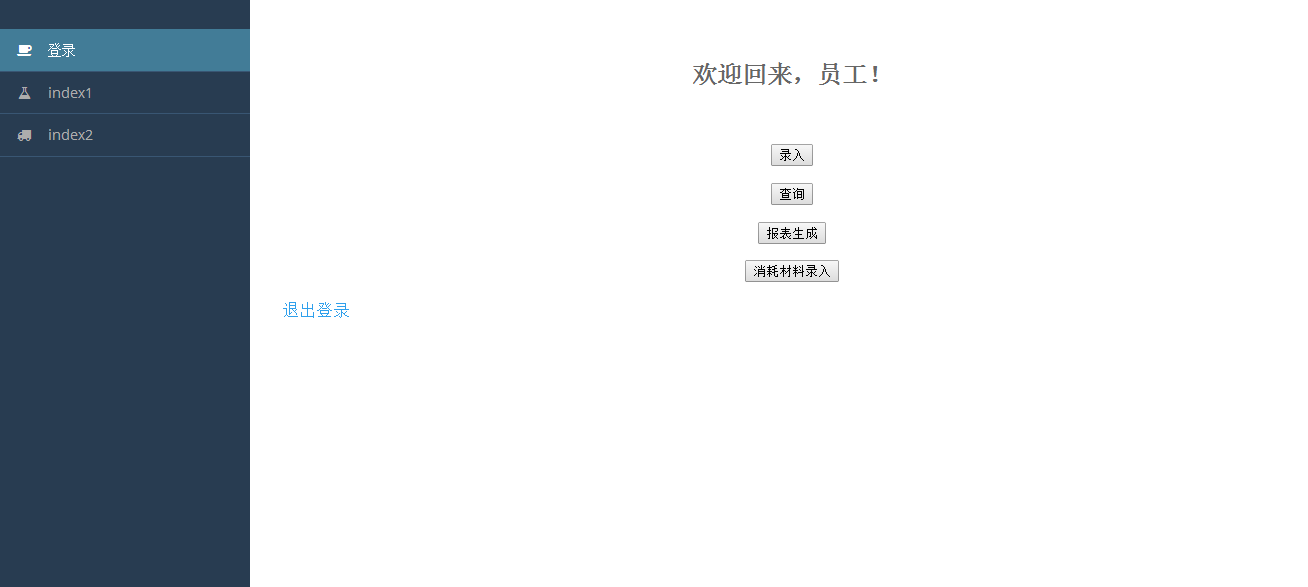 登录
index1
index2
欢迎回来，员工！
录入
查询
报表生成
消耗材料录入
退出登录